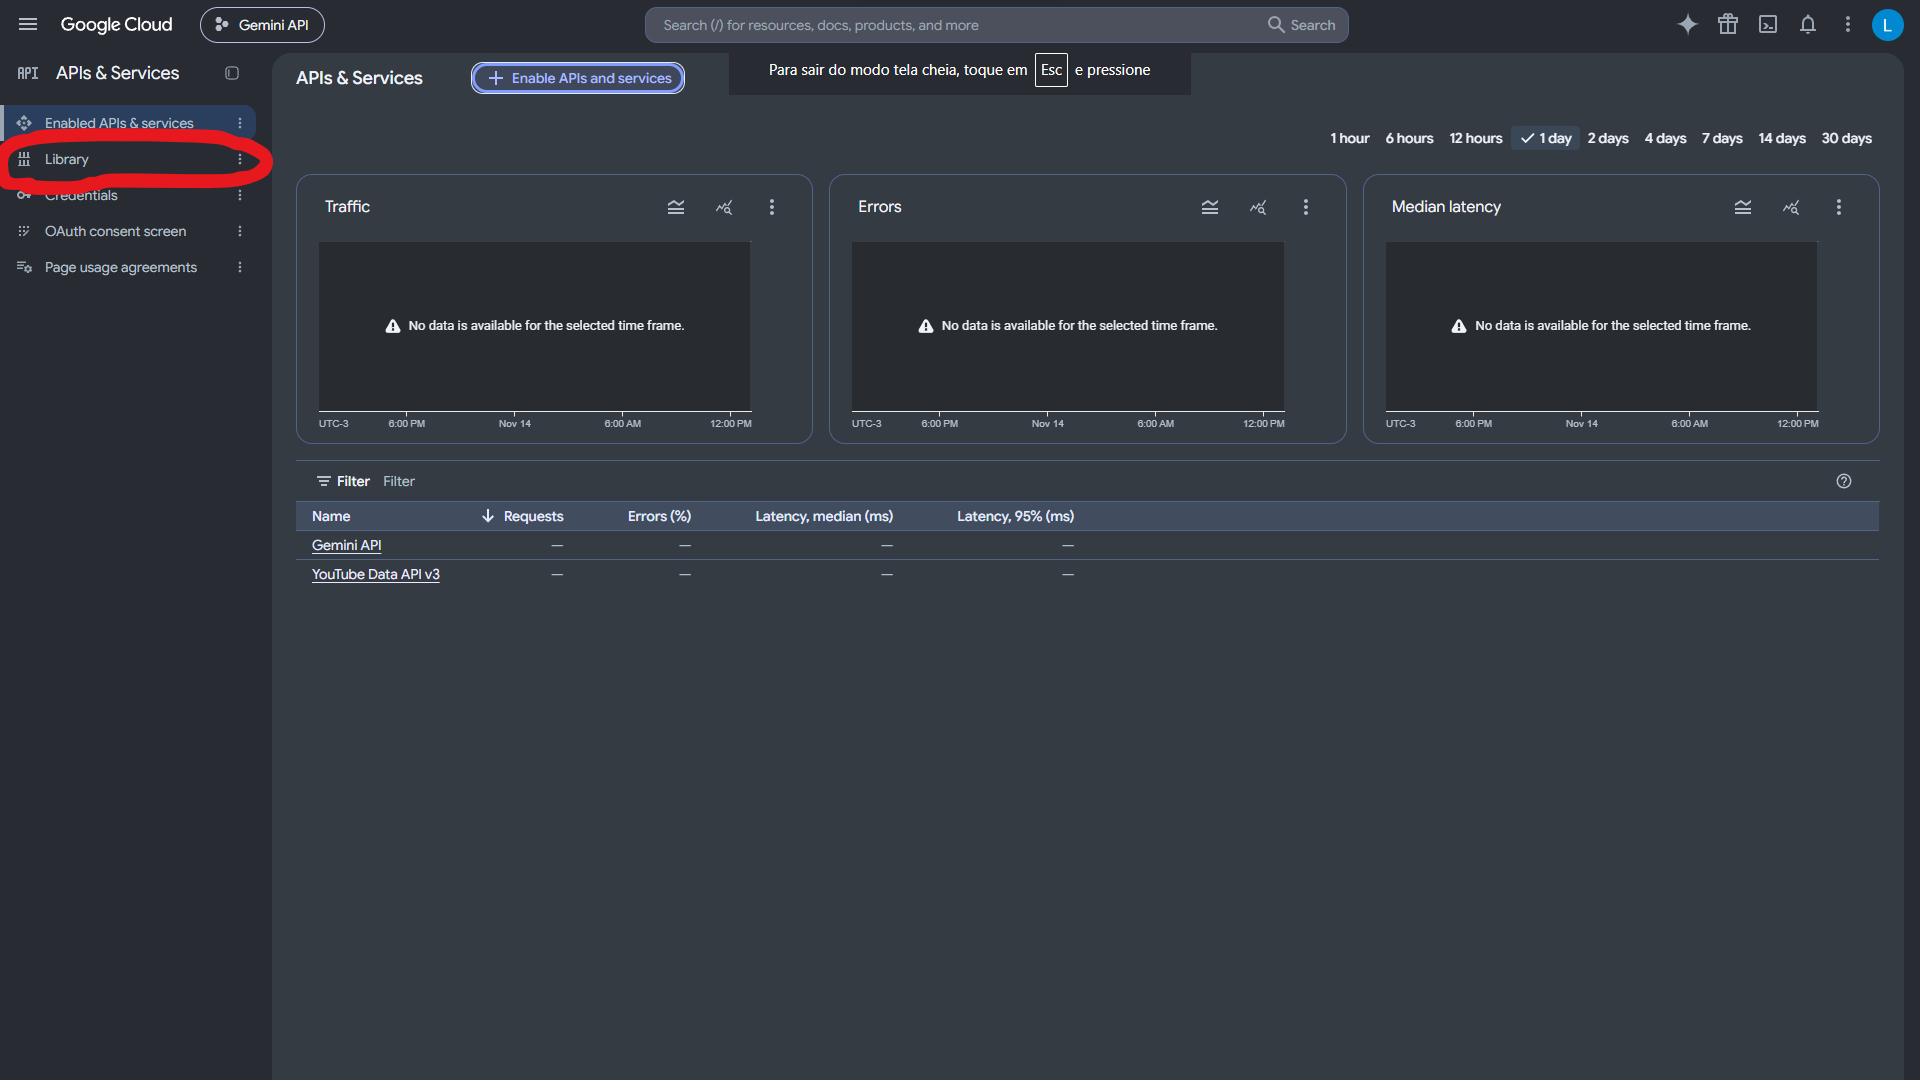 Google Cloud
Gemini API
Search (/) for resources, docs, products, and more
Search
L
API APIs & Services
Enabled APIs & services
Library
Credentials
OAuth consent screen
Page usage agreements
APIs & Services
Enable APIs and services
Para sair do modo tela cheia, toque em Esc e pressione
1 hour 6 hours 12 hours 1 day 2 days 4 days 7 days 14 days 30 days
Traffic
No data is available for the selected time frame.
UTC-3 6:00 PM Nov 14 6:00 AM 12:00 PM
Errors
No data is available for the selected time frame.
UTC-3 6:00 PM Nov 14 6:00 AM 12:00 PM
Median latency
No data is available for the selected time frame.
UTC-3 6:00 PM Nov 14 6:00 AM 12:00 PM
Filter Filter
Name Requests Errors (%) Latency, median (ms) Latency, 95% (ms)
Gemini API — — — —
YouTube Data API v3 — — — —